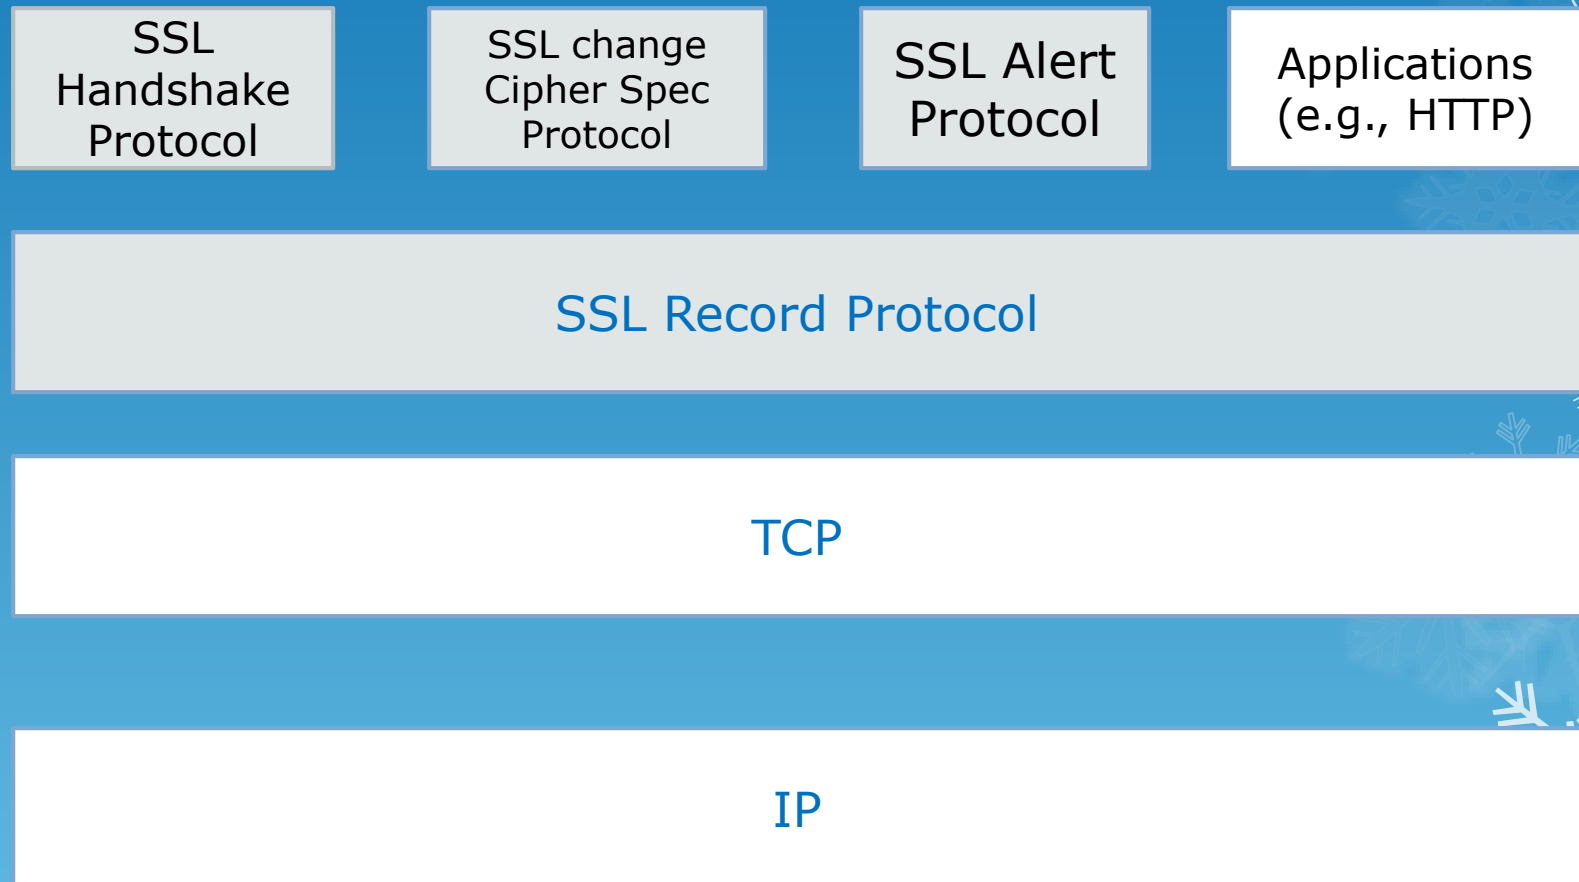 SSL
Handshake
Protocol
SSL change
Cipher Spec
Protocol
SSL Alert
Protocol
Applications
(e.g., HTTP)
SSL Record Protocol
TCP
IP